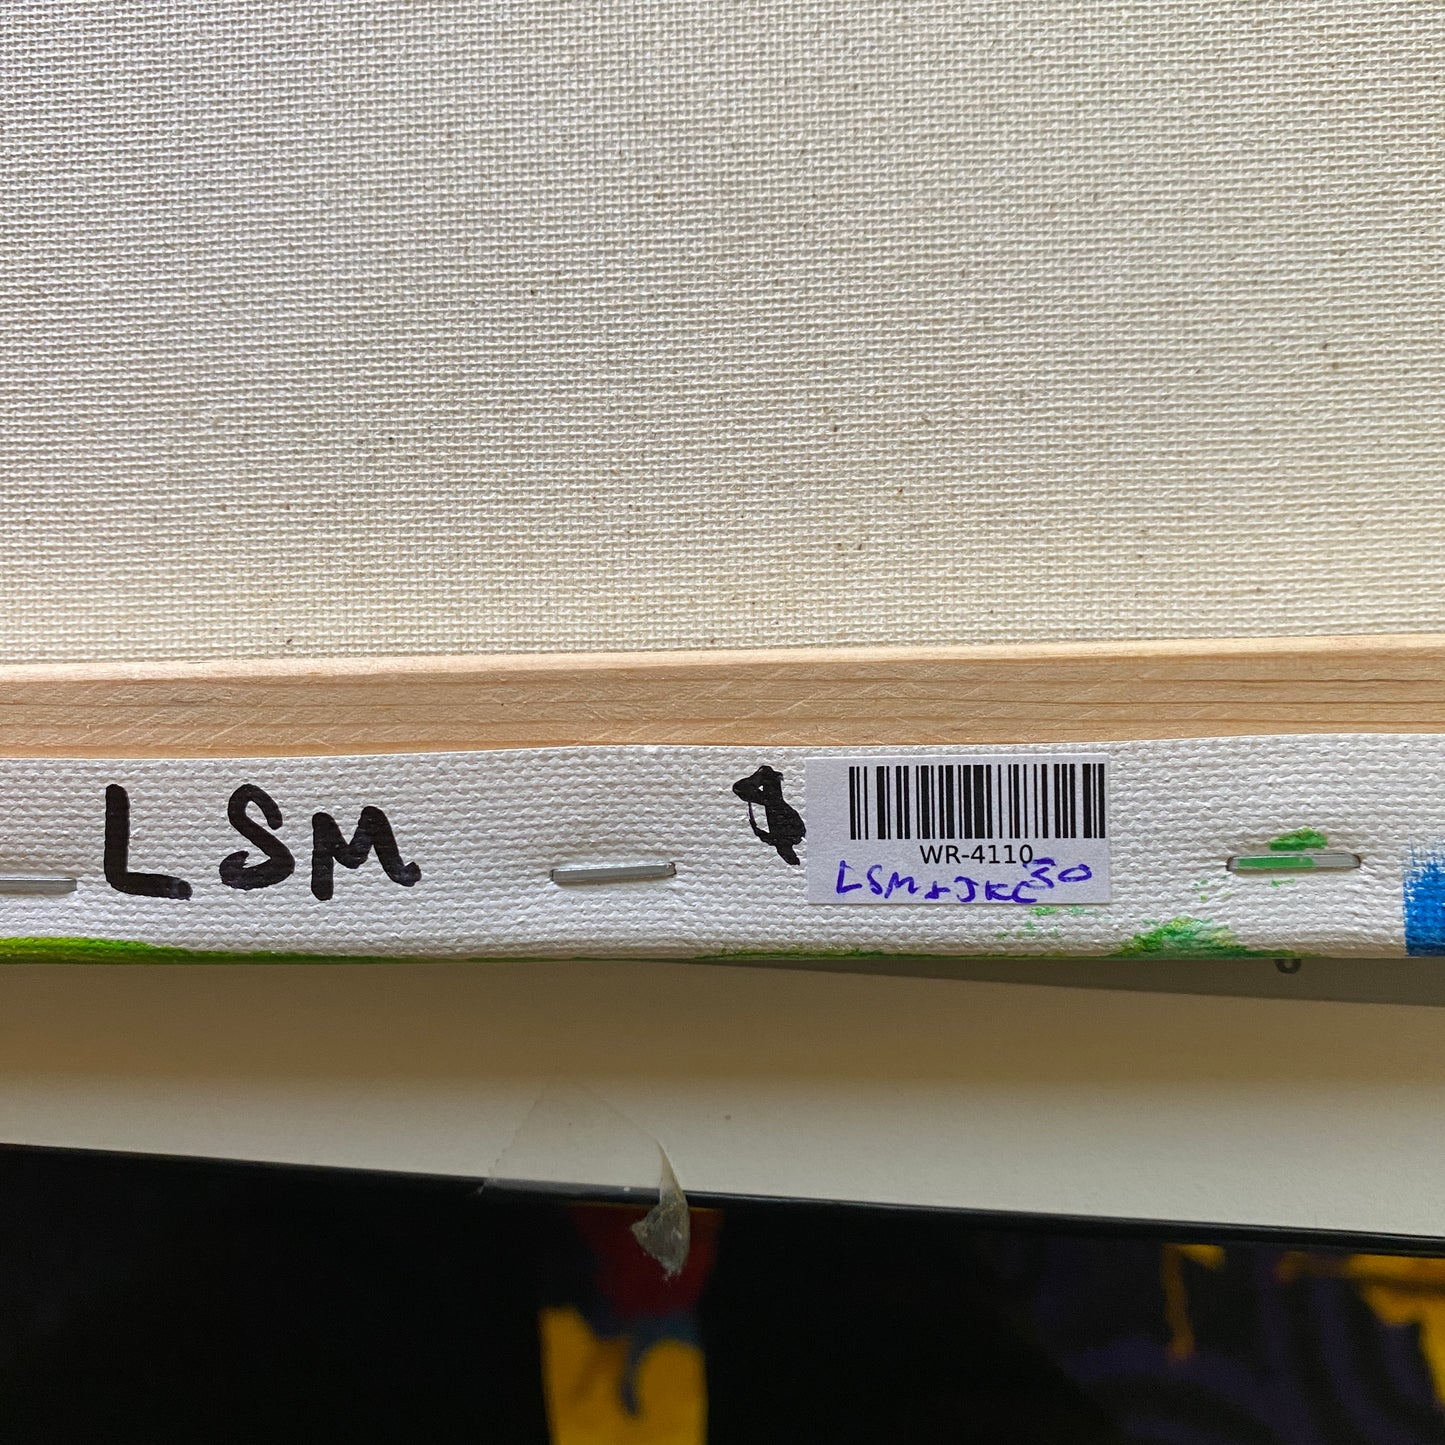 LSM
WR-4110
LSM + JKC 30